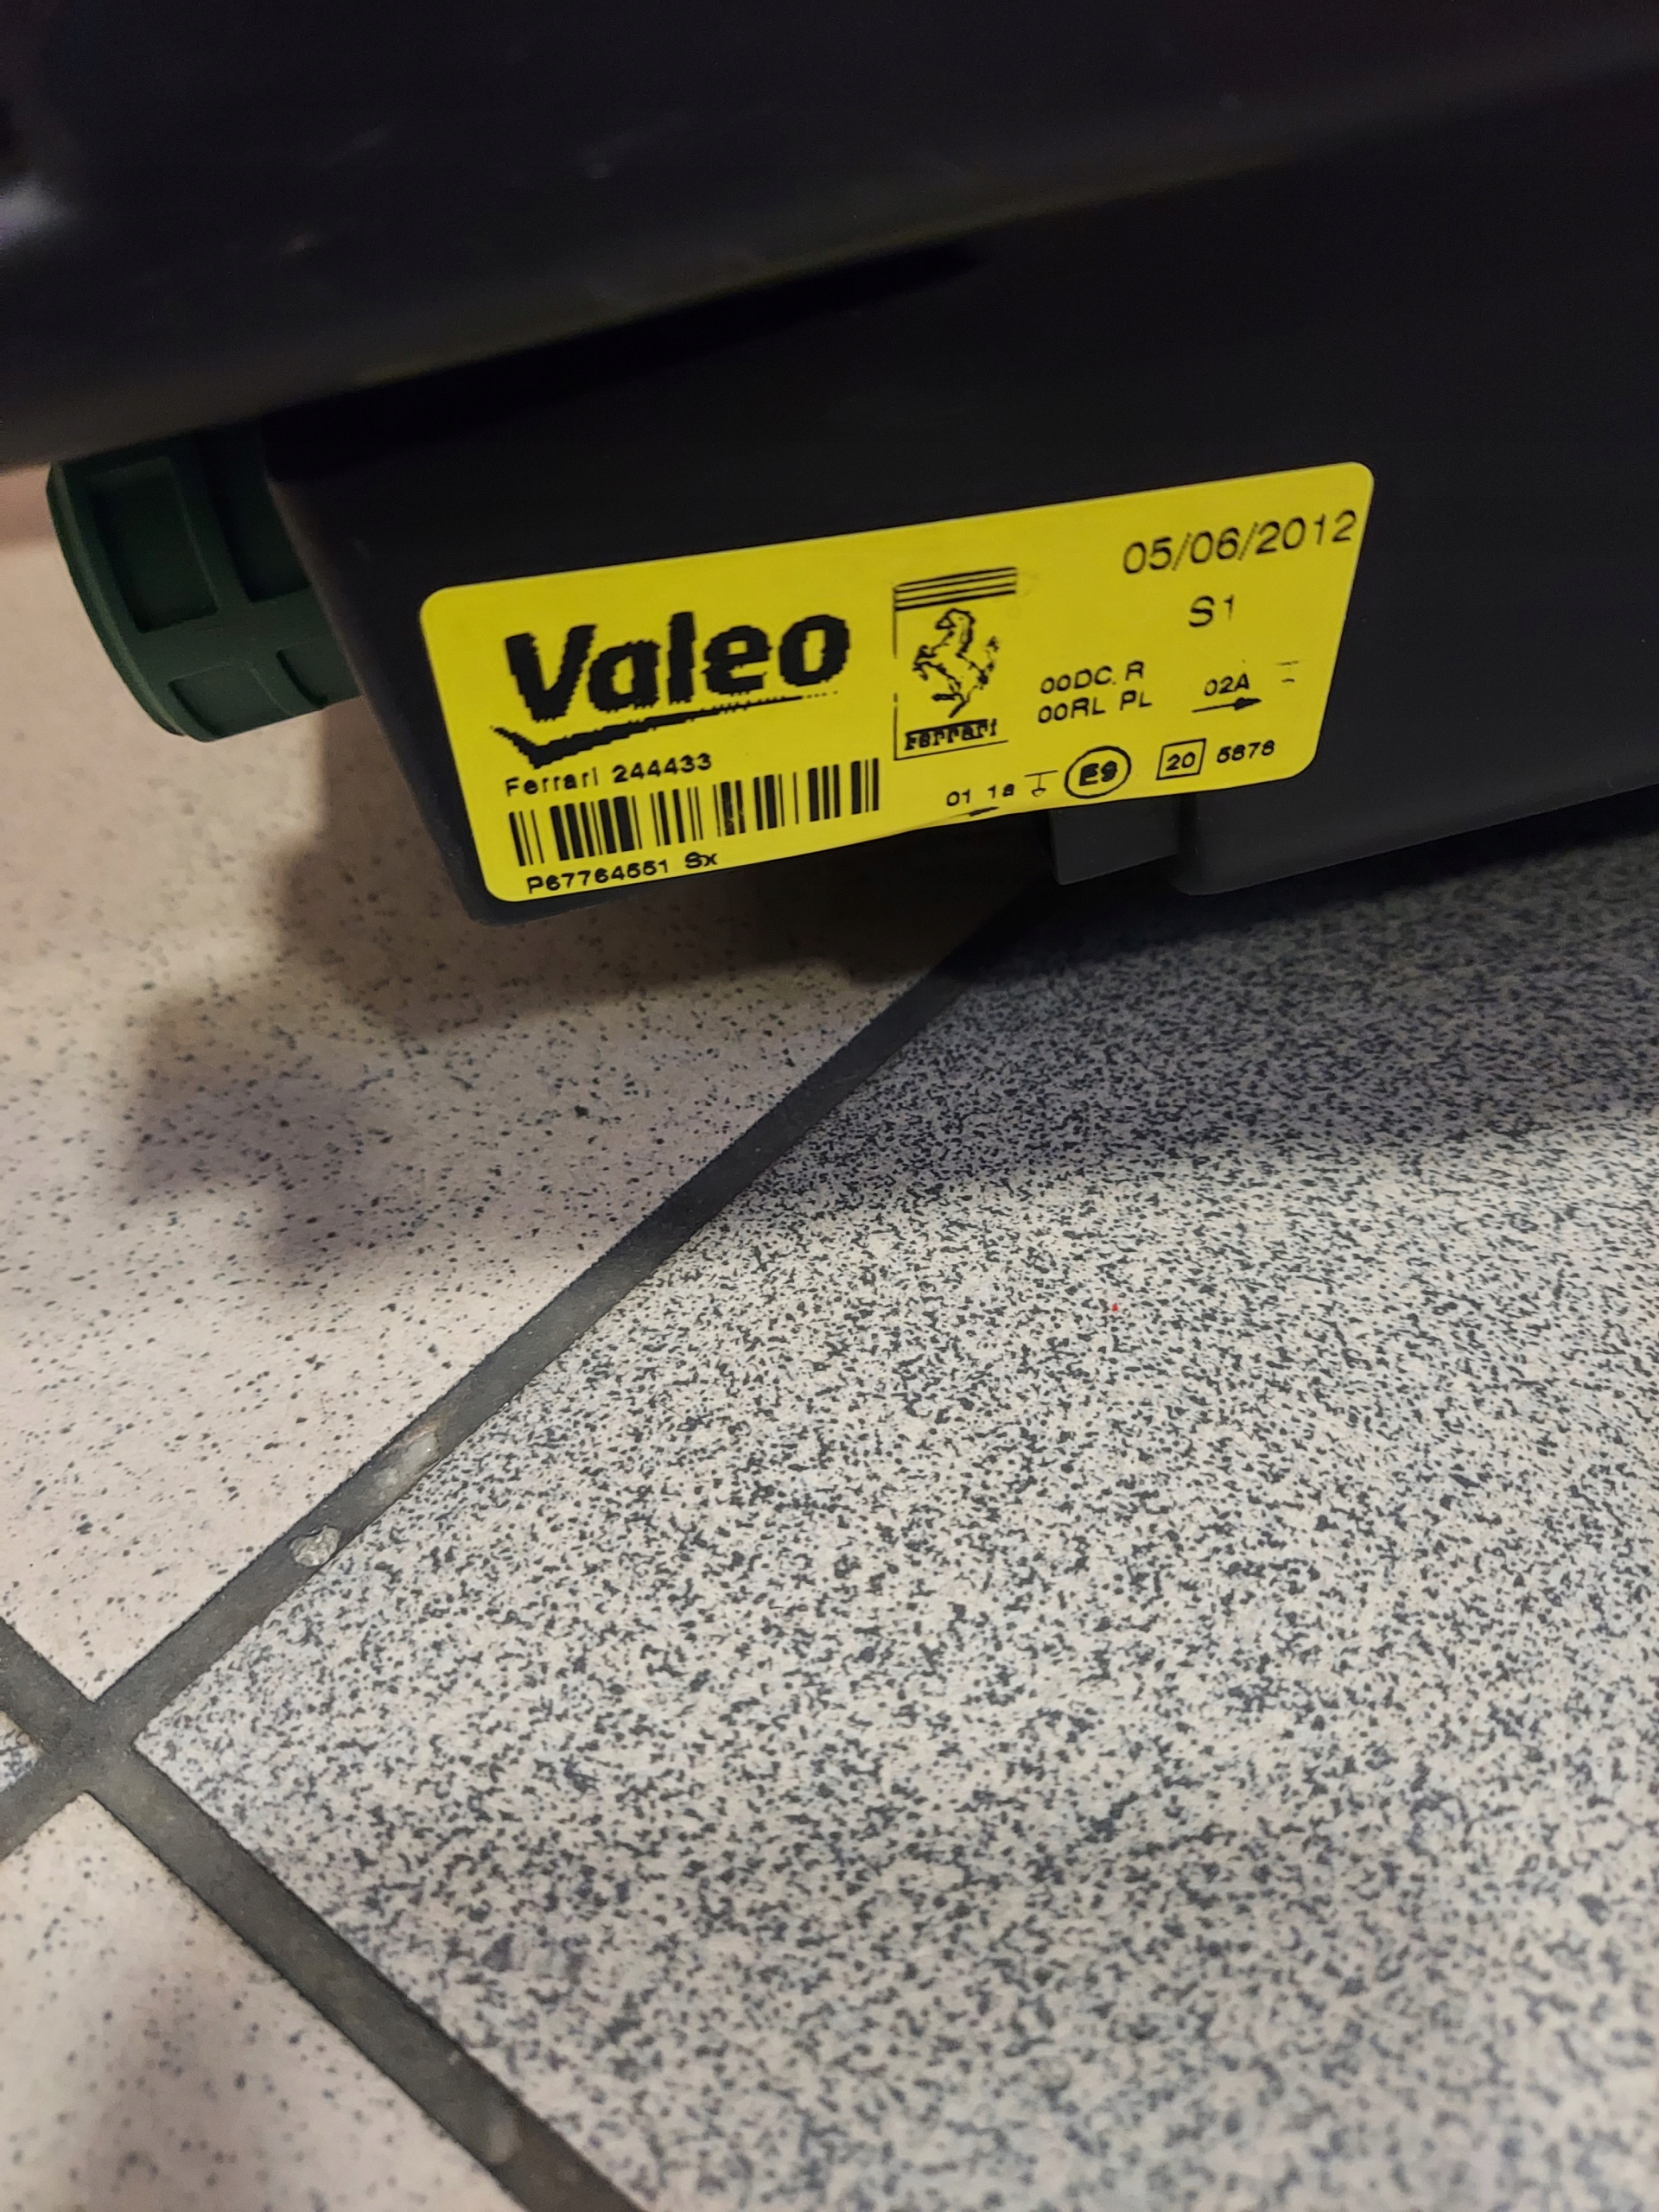 Valeo
Ferrari 244433
P67764551 Sx
Ferrari
05/06/2012
S1
00DC. R
00RL PL
02A
01 1a
E9
20 5878